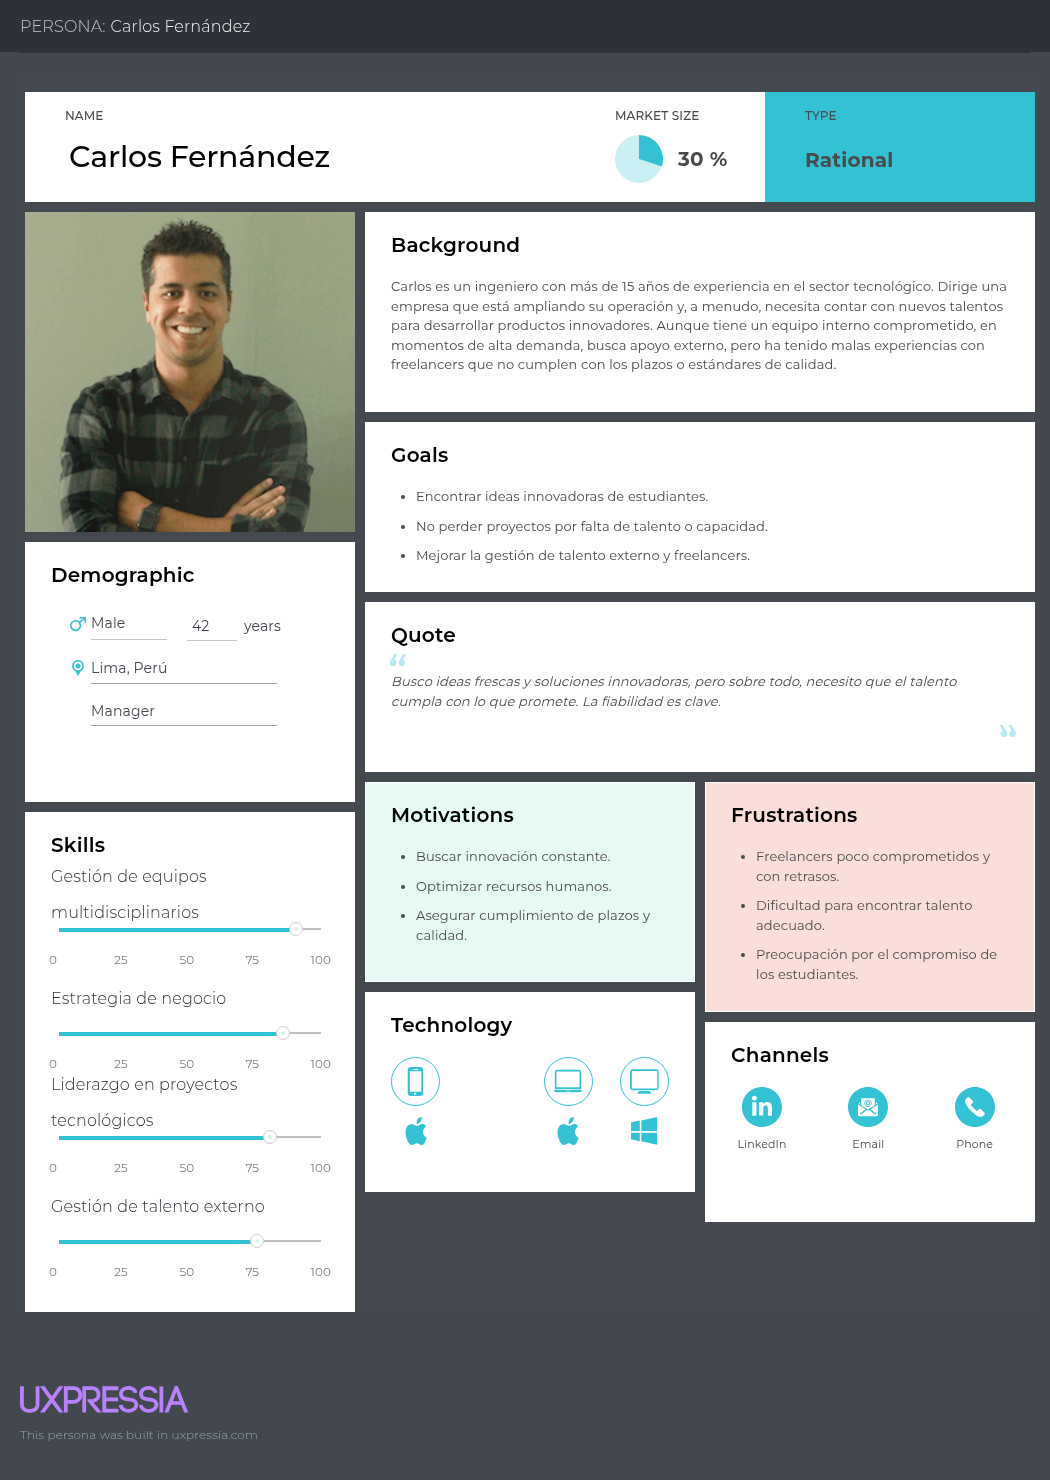 PERSONA: Carlos Fernández
NAME
Carlos Fernández
MARKET SIZE
30 %
TYPE
Rational
Background
Carlos es un ingeniero con más de 15 años de experiencia en el sector tecnológico. Dirige una
empresa que está ampliando su operación y, a menudo, necesita contar con nuevos talentos
para desarrollar productos innovadores. Aunque tiene un equipo interno comprometido, en
momentos de alta demanda, busca apoyo externo, pero ha tenido malas experiencias con
freelancers que no cumplen con los plazos o estándares de calidad.
Goals
• Encontrar ideas innovadoras de estudiantes.
• No perder proyectos por falta de talento o capacidad.
• Mejorar la gestión de talento externo y freelancers.
Demographic
Male 42 years
Lima, Perú
Manager
Quote
“
Busco ideas frescas y soluciones innovadoras, pero sobre todo, necesito que el talento
cumpla con lo que promete. La fiabilidad es clave.
”
Skills
Gestión de equipos
multidisciplinarios
0 25 50 75 100
Estrategia de negocio
0 25 50 75 100
Liderazgo en proyectos
tecnológicos
0 25 50 75 100
Gestión de talento externo
0 25 50 75 100
Motivations
• Buscar innovación constante.
• Optimizar recursos humanos.
• Asegurar cumplimiento de plazos y
calidad.
Frustrations
• Freelancers poco comprometidos y
con retrasos.
• Dificultad para encontrar talento
adecuado.
• Preocupación por el compromiso de
los estudiantes.
Technology
Channels
in
@
LinkedIn Email Phone
UXPRESSIA
This persona was built in uxpressia.com